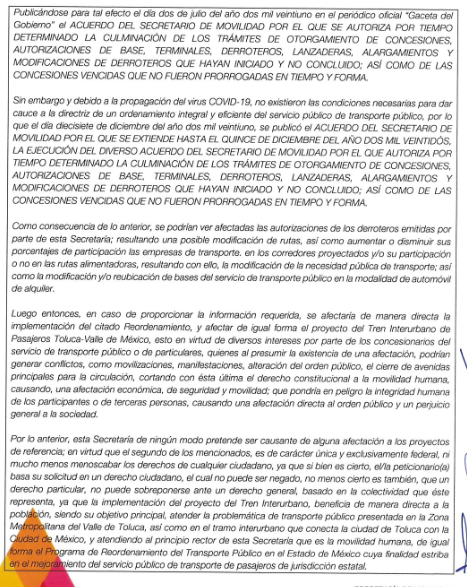 Publicándose para tal efecto el día dos de julio del año dos mil veintiuno en el periódico oficial "Gaceta del
Gobierno" el ACUERDO DEL SECRETARIO DE MOVILIDAD POR EL QUE SE AUTORIZA POR TIEMPO
DETERMINADO LA CULMINACIÓN DE LOS TRÁMITES DE OTORGAMIENTO DE CONCESIONES,
AUTORIZACIONES DE BASE, TERMINALES, DERROTEROS, LANZADERAS, ALARGAMIENTOS Y
MODIFICACIONES DE DERROTEROS QUE HAYAN INICIADO Y NO CONCLUIDO; ASÍ COMO DE LAS
CONCESIONES VENCIDAS QUE NO FUERON PRORROGADAS EN TIEMPO Y FORMA.
Sin embargo y debido a la propagación del virus COVID-19, no existieron las condiciones necesarias para dar
cauce a la directriz de un ordenamiento integral y eficiente del servicio público de transporte público, por lo
que el día diecisiete de diciembre del año dos mil veintiuno, se publicó el ACUERDO DEL SECRETARIO DE
MOVILIDAD POR EL QUE SE EXTIENDE HASTA EL QUINCE DE DICIEMBRE DEL AÑO DOS MIL VEINTIDÓS,
LA EJECUCIÓN DEL DIVERSO ACUERDO DEL SECRETARIO DE MOVILIDAD POR EL QUE AUTORIZA POR
TIEMPO DETERMINADO LA CULMINACIÓN DE LOS TRÁMITES DE OTORGAMIENTO DE CONCESIONES,
AUTORIZACIONES DE BASE, TERMINALES, DERROTEROS, LANZADERAS, ALARGAMIENTOS Y
MODIFICACIONES DE DERROTEROS QUE HAYAN INICIADO Y NO CONCLUIDO; ASÍ COMO DE LAS
CONCESIONES VENCIDAS QUE NO FUERON PRORROGADAS EN TIEMPO Y FORMA.
Como consecuencia de lo anterior, se podrían ver afectadas las autorizaciones de los derroteros emitidas por
parte de esta Secretaría; resultando una posible modificación de rutas, así como aumentar o disminuir sus
porcentajes de participación las empresas de transporte. en los corredores proyectados y/o su participación
o no en las rutas alimentadoras, resultando con ello, la modificación de la necesidad pública de transporte; así
como la modificación y/o reubicación de bases del servicio de transporte público en la modalidad de automóvil
de alquiler.
Luego entonces, en caso de proporcionar la información requerida, se afectaría de manera directa la
implementación del citado Reordenamiento, y afectar de igual forma el proyecto del Tren Interurbano de
Pasajeros Toluca-Valle de México, esto en virtud de diversos intereses por parte de los concesionarios del
servicio de transporte público o de particulares, quienes al presumir la existencia de una afectación, podrían
generar conflictos, como movilizaciones, manifestaciones, alteración del orden público, el cierre de avenidas
principales para la circulación, cortando con ésta última el derecho constitucional a la movilidad humana,
causando, una afectación económica, de seguridad y movilidad; que pondría en peligro la integridad humana
de los participantes o de terceras personas, causando una afectación directa al orden público y un perjuicio
general a la sociedad.
Por lo anterior, esta Secretaría de ningún modo pretende ser causante de alguna afectación a los proyectos
de referencia; en virtud que el segundo de los mencionados, es de carácter única y exclusivamente federal, ni
mucho menos menoscabar los derechos de cualquier ciudadano, ya que si bien es cierto, el/la peticionario(a)
basa su solicitud en un derecho ciudadano, el cual no puede ser negado, no menos cierto es también, que un
derecho particular, no puede sobreponerse ante un derecho general, basado en la colectividad que éste
representa, ya que la implementación del proyecto del Tren Interurbano, beneficia de manera directa a la
población, siendo su objetivo principal, atender la problemática de transporte público presentada en la Zona
Metropolitana del Valle de Toluca, así como en el tramo interurbano que conecta la ciudad de Toluca con la
Ciudad de México, y atendiendo al principio rector de esta Secretaría que es la movilidad humana, de igual
forma el Programa de Reordenamiento del Transporte Público en el Estado de México cuya finalidad estriba
en el mejoramiento del servicio público de transporte de pasajeros de jurisdicción estatal.